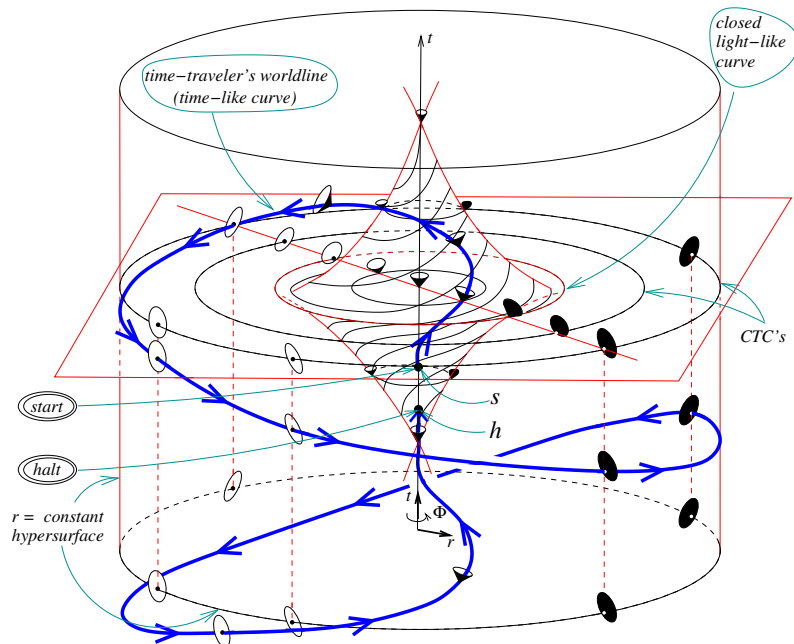 t
closed
light-like
curve
time-traveler's worldline
(time-like curve)
CTC's
start
s
h
halt
t
Φ
r = constant
hypersurface
r